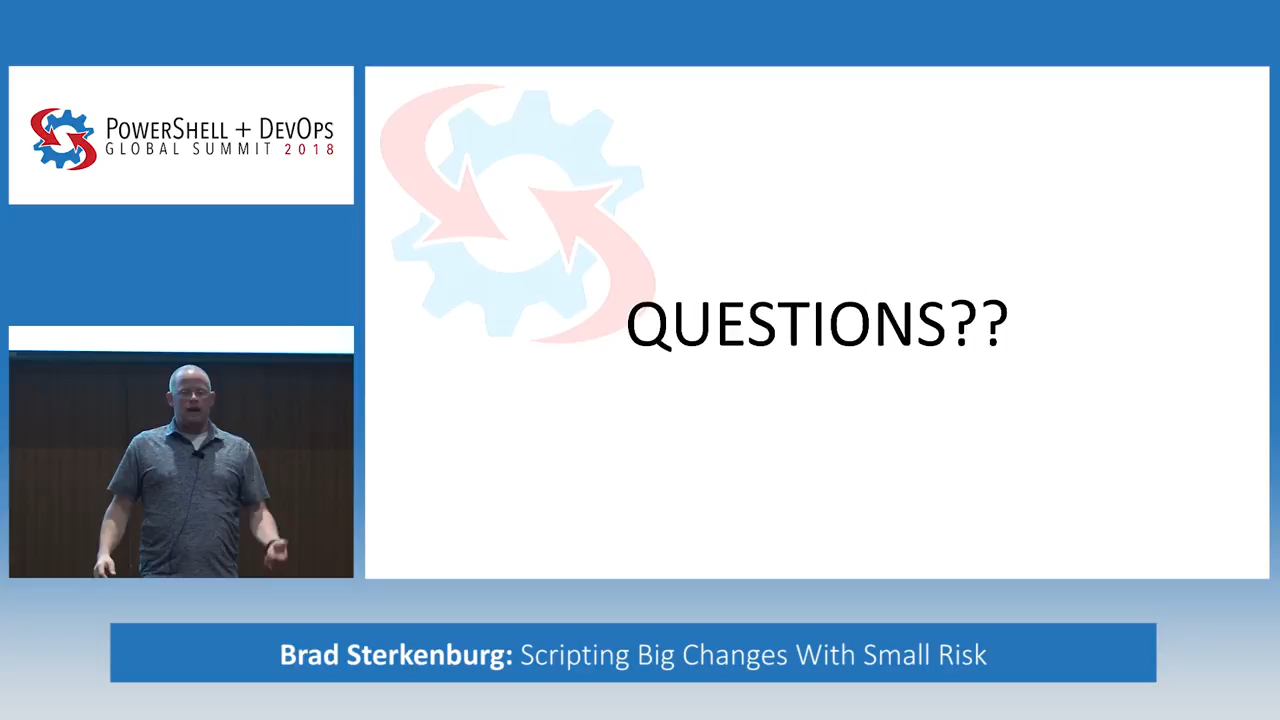 POWERSHELL + DEVOPS
GLOBAL SUMMIT 2018
QUESTIONS??
Brad Sterkenburg: Scripting Big Changes With Small Risk